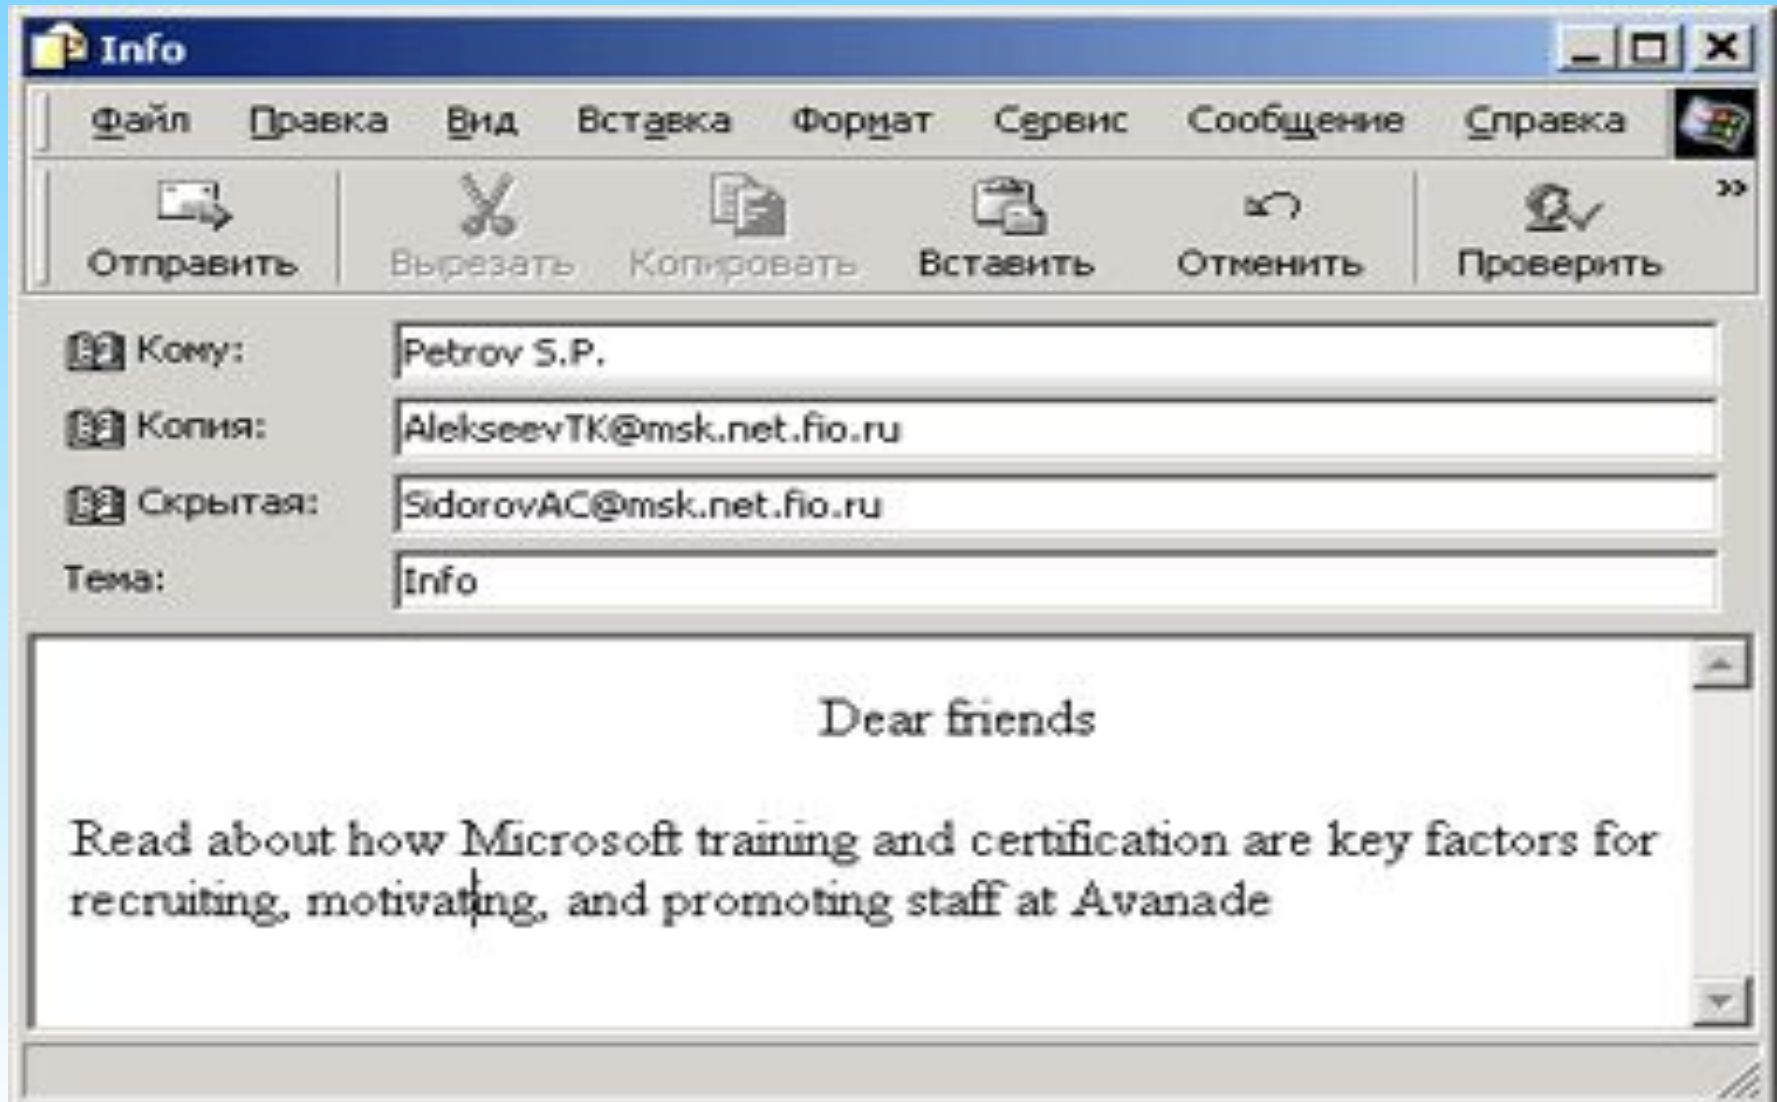 Info
Файл Правка Вид Вставка Формат Сервис Сообщение Справка
Отправить Вырезать Копировать Вставить Отменить Проверить »
Кому: Petrov S.P.
Копия: AlekseevTK@msk.net.fio.ru
Скрытая: SidorovAC@msk.net.fio.ru
Тема: Info
Dear friends
Read about how Microsoft training and certification are key factors for
recruiting, motivating, and promoting staff at Avanade